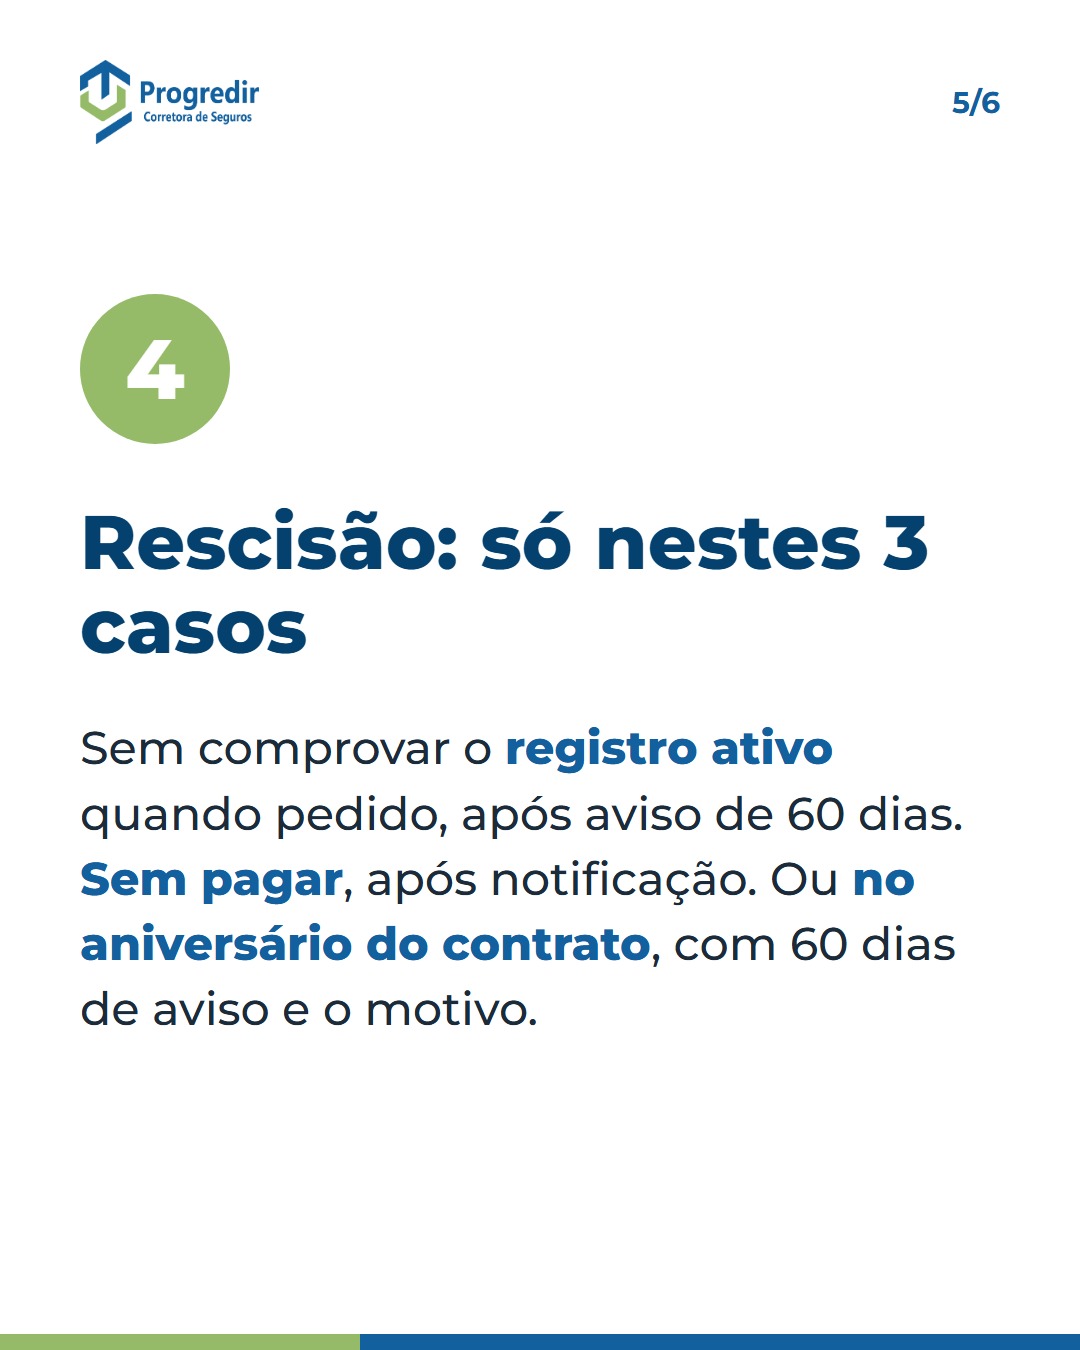 Progredir
Corretora de Seguros
5/6
4
Rescisão: só nestes 3
casos
Sem comprovar o registro ativo
quando pedido, após aviso de 60 dias.
Sem pagar, após notificação. Ou no
aniversário do contrato, com 60 dias
de aviso e o motivo.